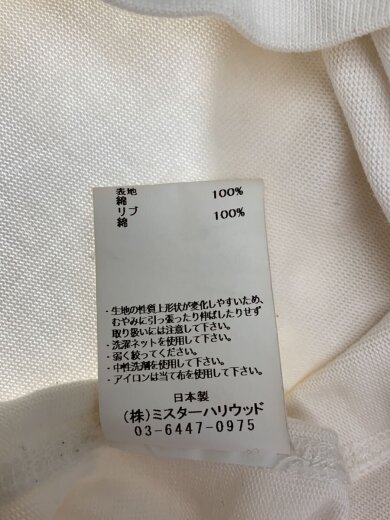 表地
綿 100%
リブ
綿 100%
・生地の性質上形状が変化しやすいため、
むやみに引っ張ったり伸ばしたりせず
取り扱いには注意して下さい。
・洗濯ネットを使用して下さい。
・弱く絞ってください。
・中性洗剤を使用して下さい。
・アイロンは当て布を使用して下さい。
日本製
(株)ミスターハリウッド
03-6447-0975